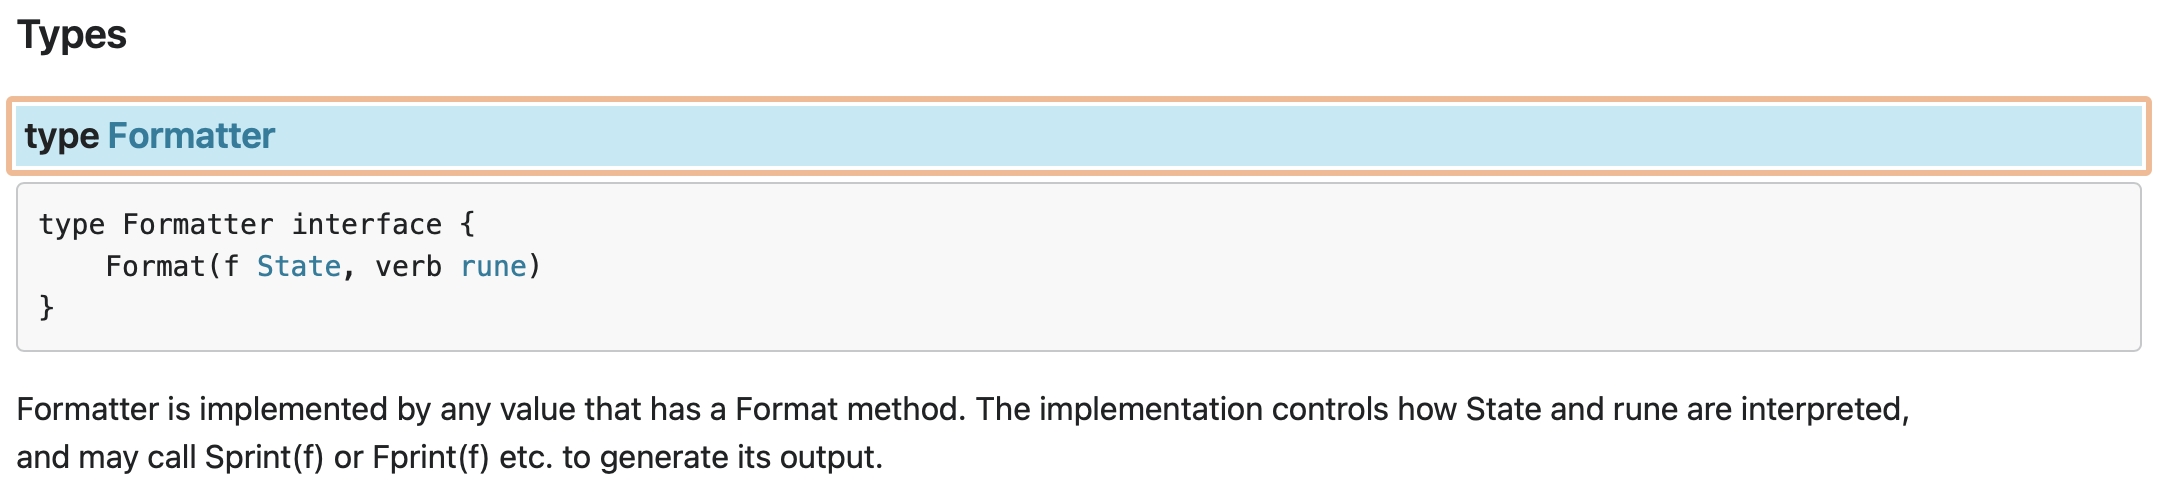 Types
type Formatter
type Formatter interface {
    Format(f State, verb rune)
}
Formatter is implemented by any value that has a Format method. The implementation controls how State and rune are interpreted,
and may call Sprint(f) or Fprint(f) etc. to generate its output.